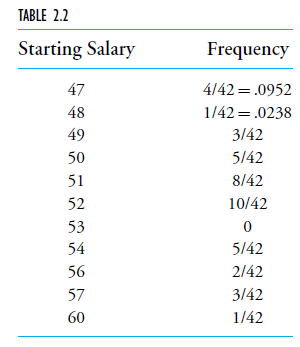 TABLE 2.2
Starting Salary Frequency
47 4/42 = .0952
48 1/42 = .0238
49 3/42
50 5/42
51 8/42
52 10/42
53 0
54 5/42
56 2/42
57 3/42
60 1/42